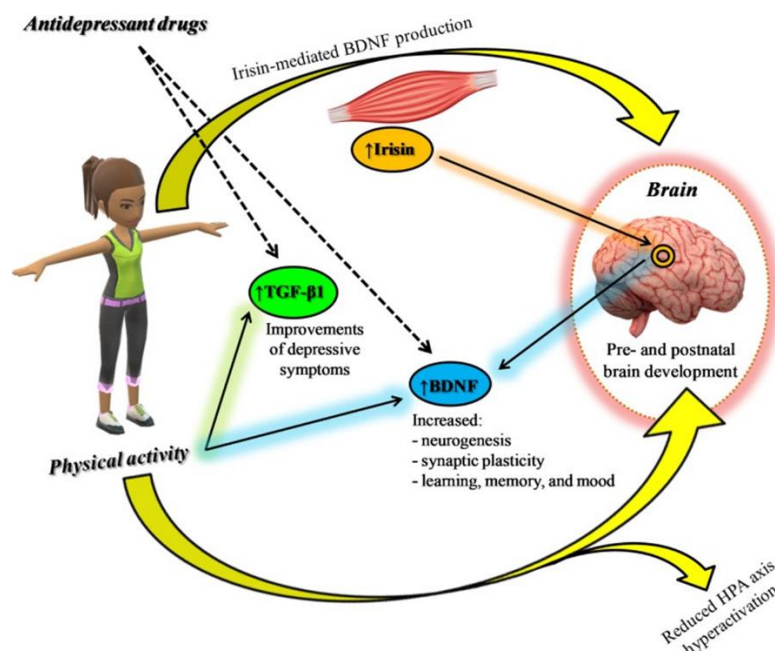 Antidepressant drugs
Irisin-mediated BDNF production
↑Irisin
Brain
↑TGF-β1
Improvements
of depressive
symptoms
Pre- and postnatal
brain development
↑BDNF
Increased:
- neurogenesis
- synaptic plasticity
- learning, memory, and mood
Physical activity
Reduced HPA axis
hyperactivation